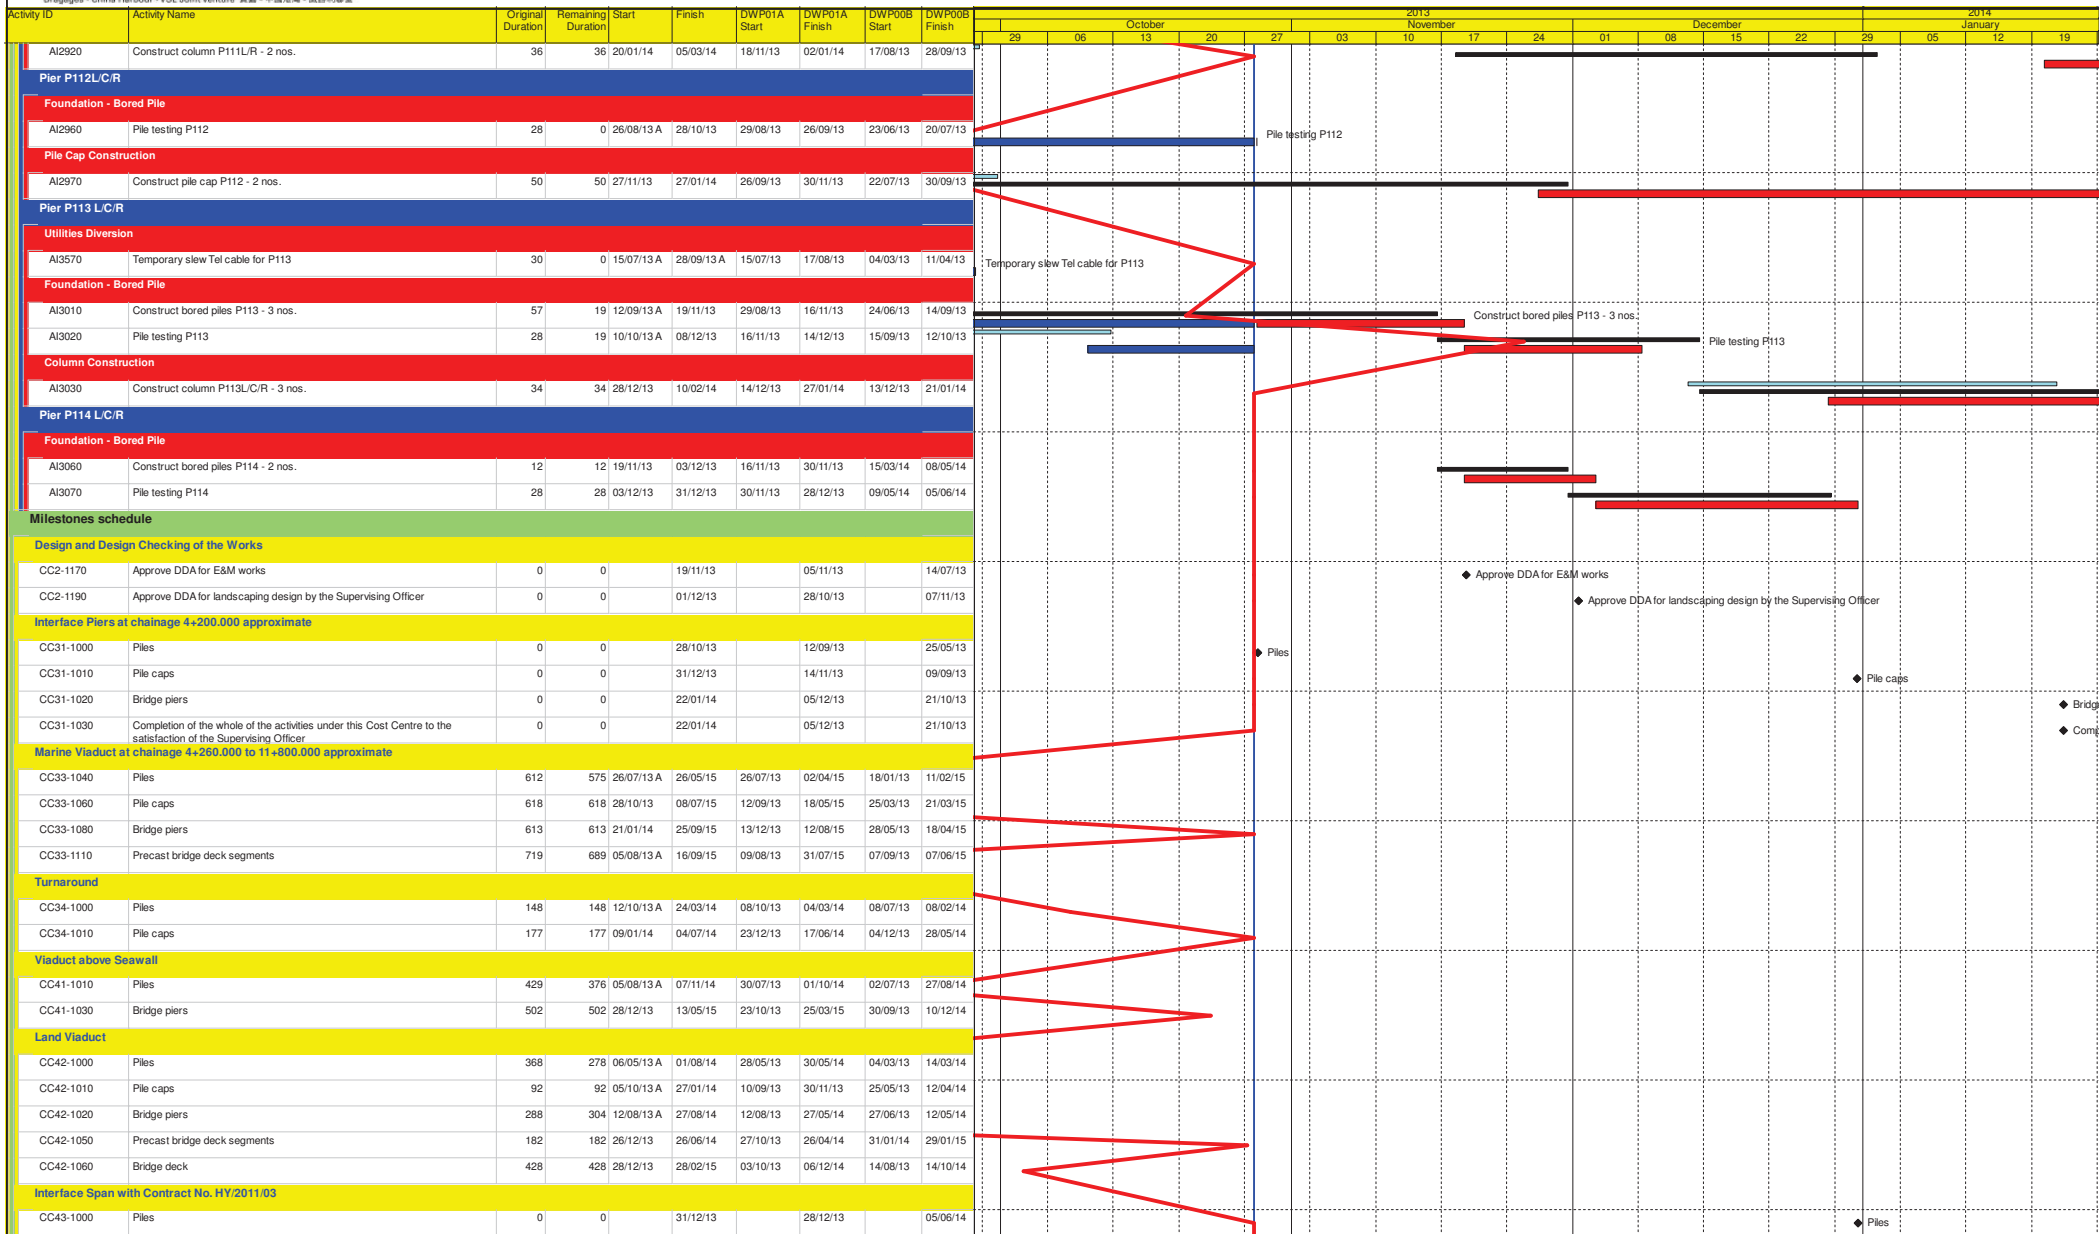 Bragages - China Harbour - VSL Joint Venture
Activity ID Activity Name Original Duration Remaining Duration Start Finish DWP01A Start DWP01A Finish DWP00B Start DWP00B Finish
2013 2014
October November December January
29 06 13 20 27 03 10 17 24 01 08 15 22 29 05 12 19
AI2920 Construct column P111L/R - 2 nos. 36 36 20/01/14 05/03/14 18/11/13 02/01/14 17/08/13 28/09/13
Pier P112L/C/R
Foundation - Bored Pile
AI2960 Pile testing P112 28 0 26/08/13 A 28/10/13 29/08/13 26/09/13 23/06/13 20/07/13 Pile testing P112
Pile Cap Construction
AI2970 Construct pile cap P112 - 2 nos. 50 50 27/11/13 27/01/14 26/09/13 30/11/13 22/07/13 30/09/13
Pier P113 L/C/R
Utilities Diversion
AI3570 Temporary slew Tel cable for P113 30 0 15/07/13 A 28/09/13 A 15/07/13 17/08/13 04/03/13 11/04/13 Temporary slew Tel cable for P113
Foundation - Bored Pile
AI3010 Construct bored piles P113 - 3 nos. 57 19 12/09/13 A 19/11/13 29/08/13 16/11/13 24/06/13 14/09/13 Construct bored piles P113 - 3 nos.
AI3020 Pile testing P113 28 19 10/10/13 A 08/12/13 16/11/13 14/12/13 15/09/13 12/10/13 Pile testing P113
Column Construction
AI3030 Construct column P113L/C/R - 3 nos. 34 34 28/12/13 10/02/14 14/12/13 27/01/14 13/12/13 21/01/14
Pier P114 L/C/R
Foundation - Bored Pile
AI3060 Construct bored piles P114 - 2 nos. 12 12 19/11/13 03/12/13 16/11/13 30/11/13 15/03/14 08/05/14
AI3070 Pile testing P114 28 28 03/12/13 31/12/13 30/11/13 28/12/13 09/05/14 05/06/14
Milestones schedule
Design and Design Checking of the Works
CC2-1170 Approve DDA for E&M works 0 0 19/11/13 05/11/13 14/07/13 Approve DDA for E&M works
CC2-1190 Approve DDA for landscaping design by the Supervising Officer 0 0 01/12/13 28/10/13 07/11/13 Approve DDA for landscaping design by the Supervising Officer
Interface Piers at chainage 4+200.000 approximate
CC31-1000 Piles 0 0 28/10/13 12/09/13 25/05/13 Piles
CC31-1010 Pile caps 0 0 31/12/13 14/11/13 09/09/13 Pile caps
CC31-1020 Bridge piers 0 0 22/01/14 05/12/13 21/10/13 Bridg
CC31-1030 Completion of the whole of the activities under this Cost Centre to the satisfaction of the Supervising Officer 0 0 22/01/14 05/12/13 21/10/13 Comp
Marine Viaduct at chainage 4+260.000 to 11+800.000 approximate
CC33-1040 Piles 612 575 26/07/13 A 26/05/15 26/07/13 02/04/15 18/01/13 11/02/15
CC33-1060 Pile caps 618 618 28/10/13 08/07/15 12/09/13 18/05/15 25/03/13 21/03/15
CC33-1080 Bridge piers 613 613 21/01/14 25/09/15 13/12/13 12/08/15 28/05/13 18/04/15
CC33-1110 Precast bridge deck segments 719 689 05/08/13 A 16/09/15 09/08/13 31/07/15 07/09/13 07/06/15
Turnaround
CC34-1000 Piles 148 148 12/10/13 A 24/03/14 08/10/13 04/03/14 08/07/13 08/02/14
CC34-1010 Pile caps 177 177 09/01/14 04/07/14 23/12/13 17/06/14 04/12/13 28/05/14
Viaduct above Seawall
CC41-1010 Piles 429 376 05/08/13 A 07/11/14 30/07/13 01/10/14 02/07/13 27/08/14
CC41-1030 Bridge piers 502 502 28/12/13 13/05/15 23/10/13 25/03/15 30/09/13 10/12/14
Land Viaduct
CC42-1000 Piles 368 278 06/05/13 A 01/08/14 28/05/13 30/05/14 04/03/13 14/03/14
CC42-1010 Pile caps 92 92 05/10/13 A 27/01/14 10/09/13 30/11/13 25/05/13 12/04/14
CC42-1020 Bridge piers 288 304 12/08/13 A 27/08/14 12/08/13 27/05/14 27/06/13 12/05/14
CC42-1050 Precast bridge deck segments 182 182 26/12/13 26/06/14 27/10/13 26/04/14 31/01/14 29/01/15
CC42-1060 Bridge deck 428 428 28/12/13 28/02/15 03/10/13 06/12/14 14/08/13 14/10/14
Interface Span with Contract No. HY/2011/03
CC43-1000 Piles 0 0 31/12/13 28/12/13 05/06/14 Piles